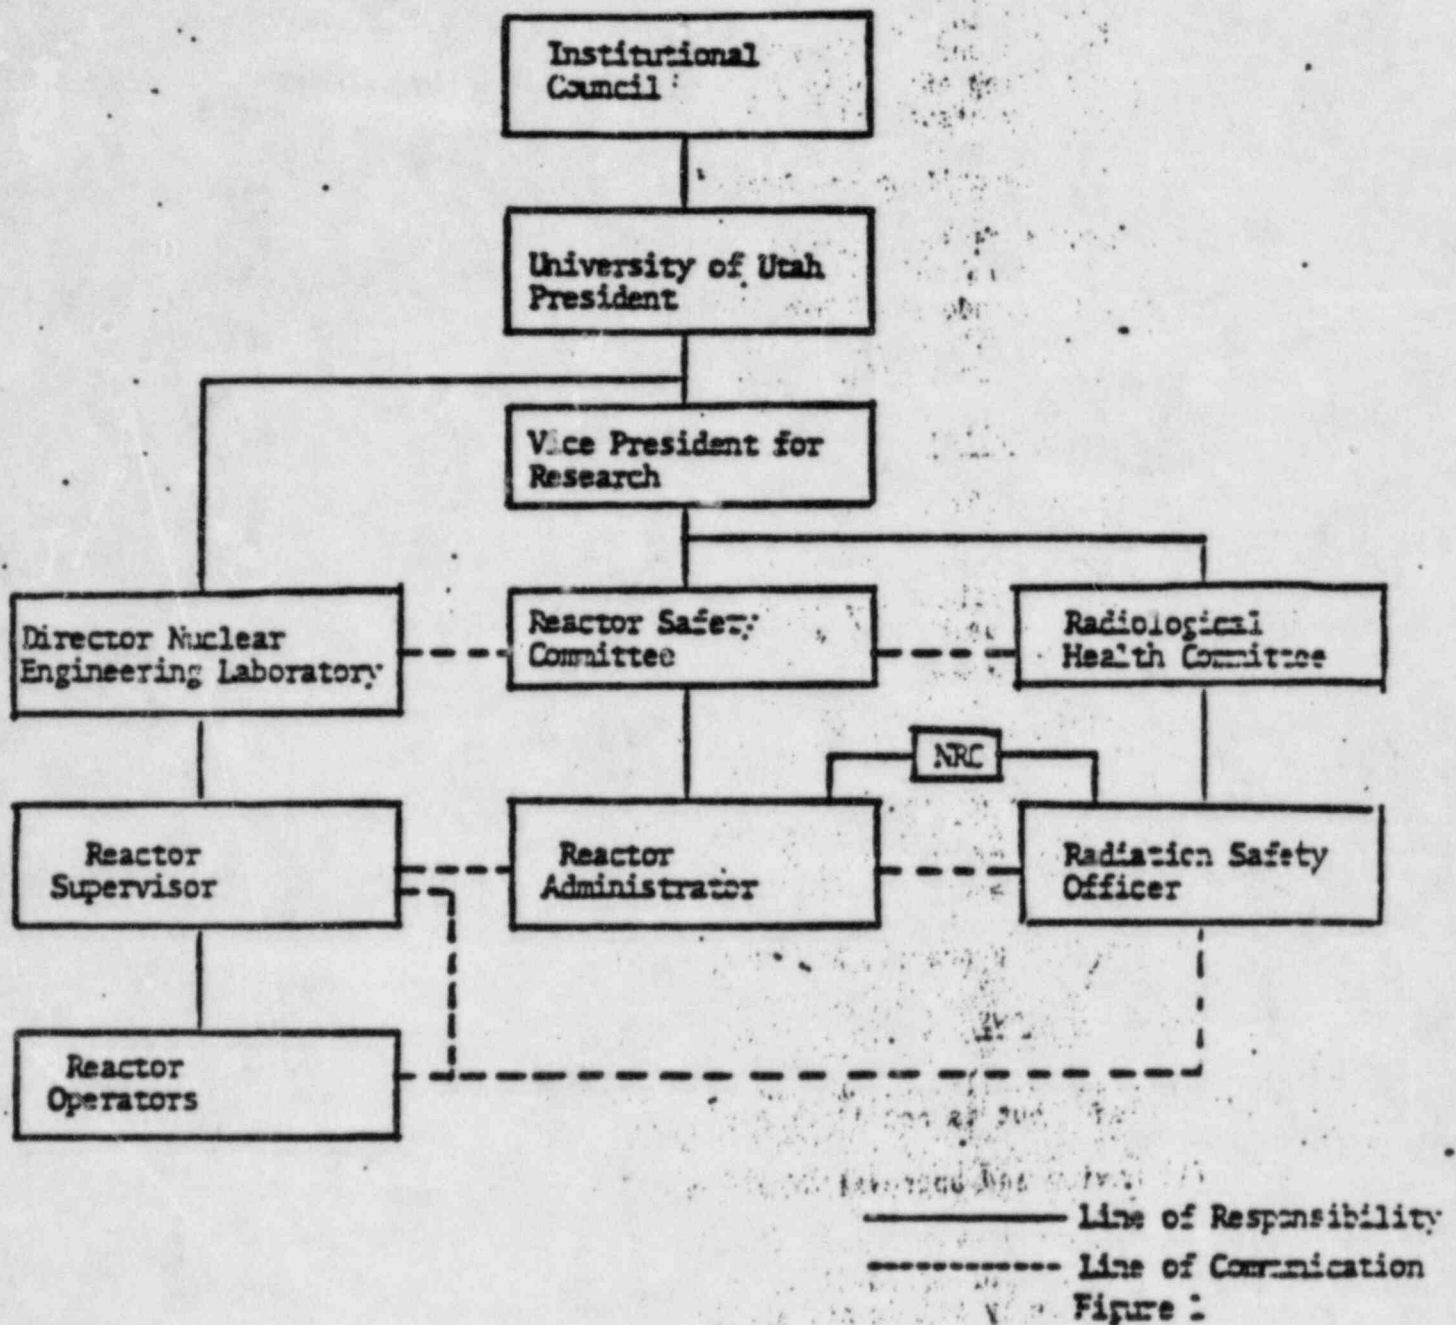 Institutional
Council
University of Utah
President
Vice President for
Research
Director Nuclear
Engineering Laboratory
Reactor Safety
Committee
Radiological
Health Committee
NRC
Reactor
Supervisor
Reactor
Administrator
Radiation Safety
Officer
Reactor
Operators
Line of Responsibility
Line of Communication
Figure